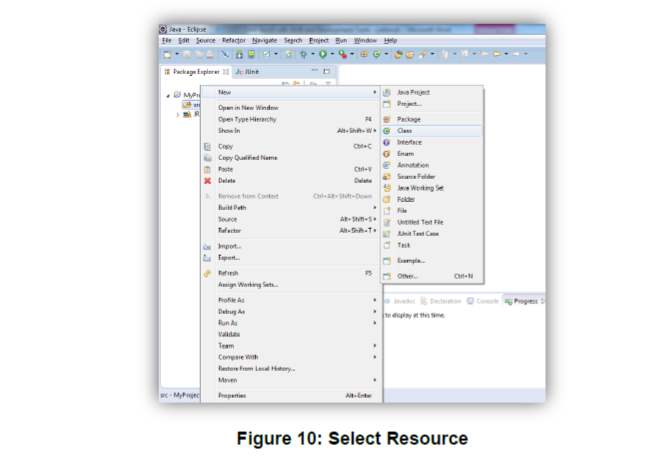 Java - Eclipse
File Edit Source Refactor Navigate Search Project Run Window Help
Package Explorer JUnit
MyPro
src
New
Open in New Window
Open Type Hierarchy F4
Show In Alt+Shift+W
Copy Ctrl+C
Copy Qualified Name
Paste Ctrl+V
Delete Delete
Remove from Context Ctrl+Alt+Shift+Down
Build Path
Source Alt+Shift+S
Refactor Alt+Shift+T
Import...
Export...
Refresh F5
Assign Working Sets...
Profile As
Debug As
Run As
Validate
Team
Compare With
Restore from Local History...
Maven
Properties Alt+Enter
Java Project
Project...
Package
Class
Interface
Enum
Annotation
Source Folder
Java Working Set
Folder
File
Untitled Text File
JUnit Test Case
Task
Example...
Other... Ctrl+N
Javadoc Declaration Console Progress
to display at this time.
src - MyProject
Figure 10: Select Resource